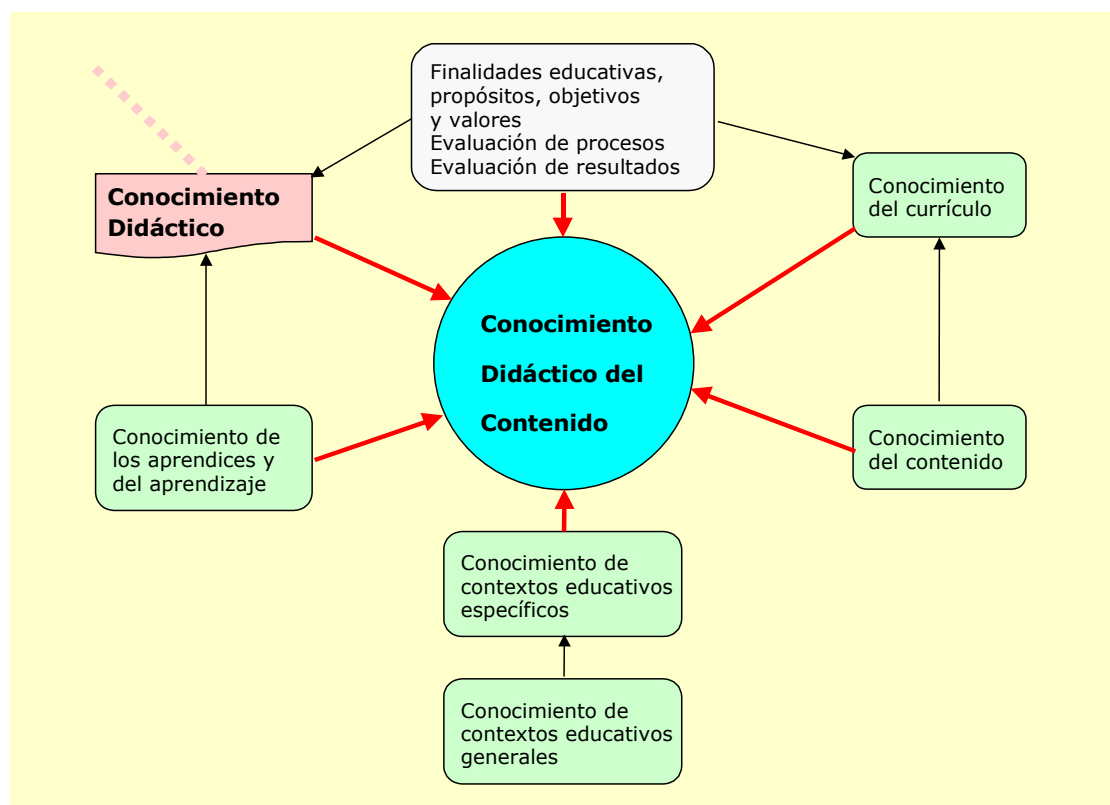 Finalidades educativas,
propósitos, objetivos
y valores
Evaluación de procesos
Evaluación de resultados
Conocimiento
Didáctico
Conocimiento
del currículo
Conocimiento
Didáctico del
Contenido
Conocimiento de
los aprendices y
del aprendizaje
Conocimiento
del contenido
Conocimiento de
contextos educativos
específicos
Conocimiento de
contextos educativos
generales